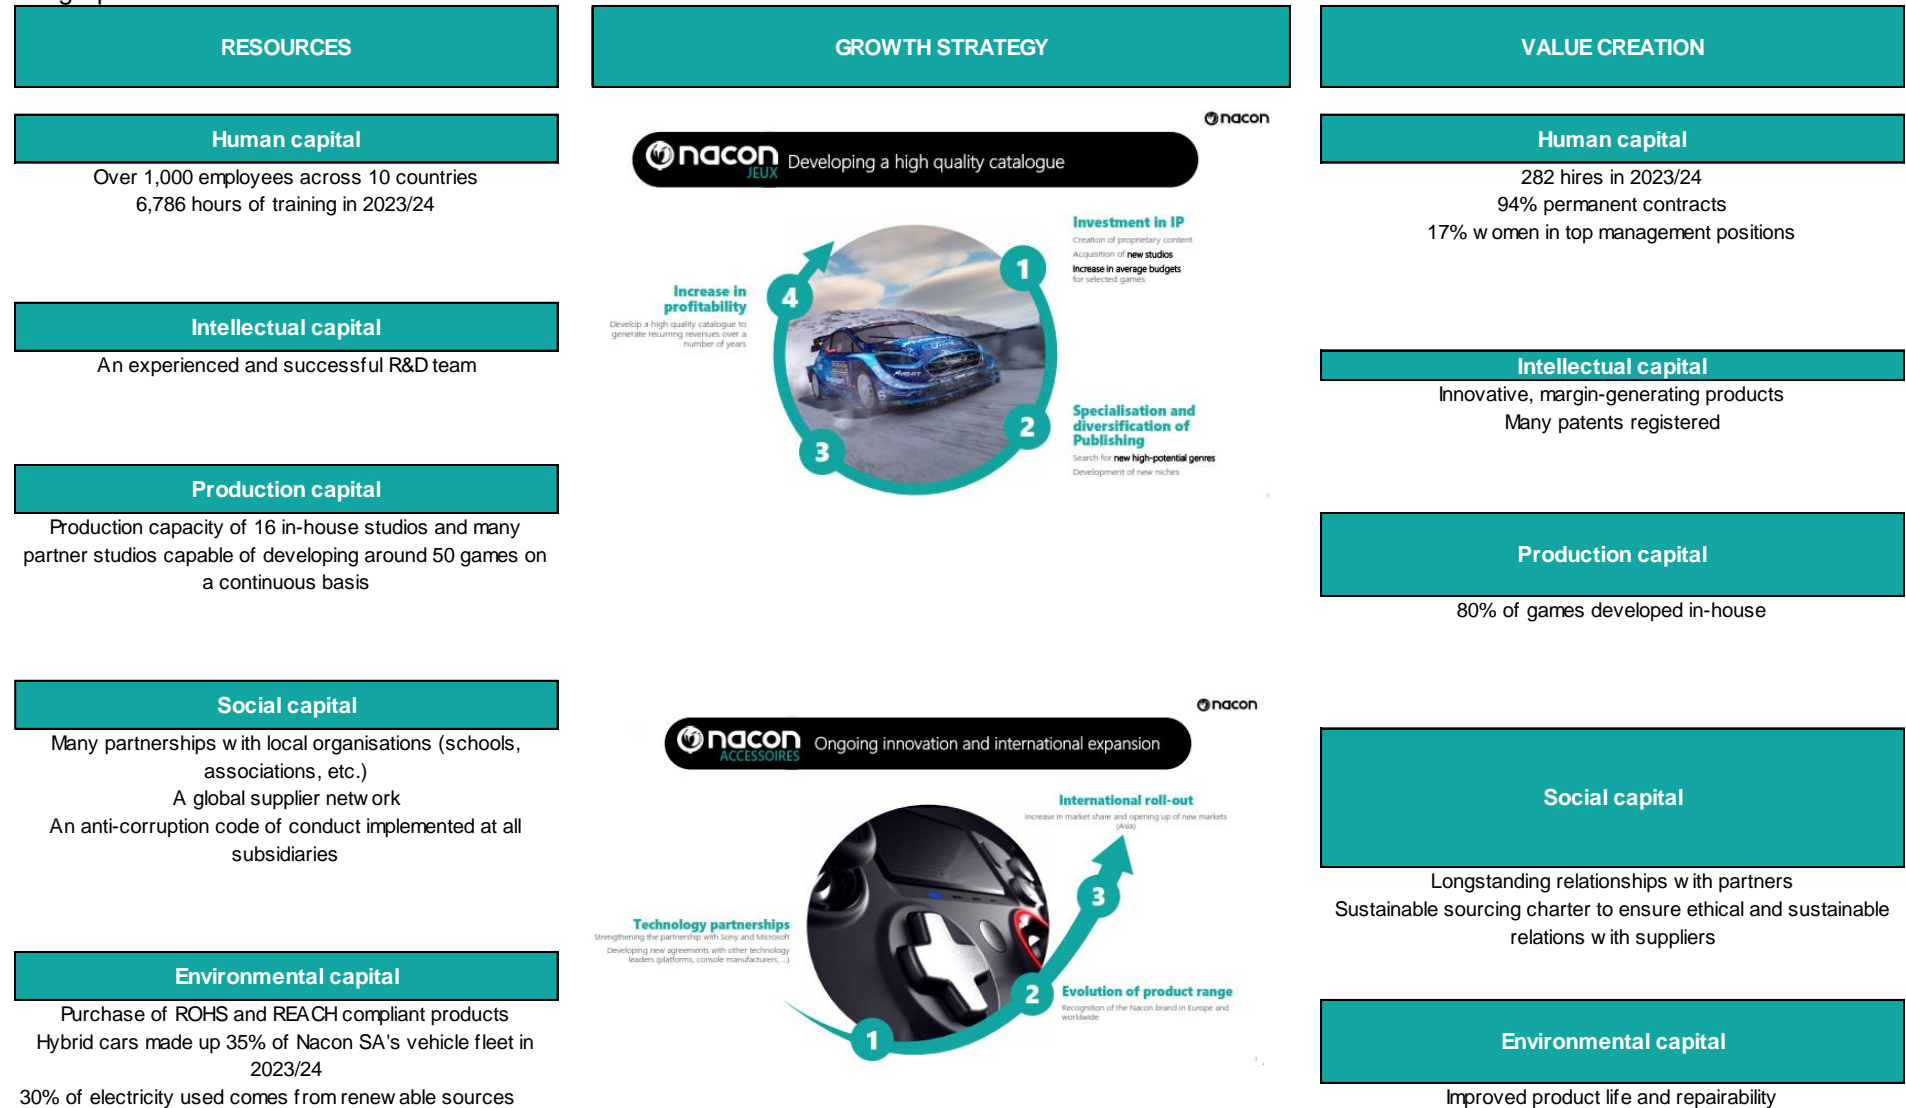 RESOURCES
Human capital
Over 1,000 employees across 10 countries
6,786 hours of training in 2023/24
Intellectual capital
An experienced and successful R&D team
Production capital
Production capacity of 16 in-house studios and many
partner studios capable of developing around 50 games on
a continuous basis
Social capital
Many partnerships with local organisations (schools,
associations, etc.)
A global supplier network
An anti-corruption code of conduct implemented at all
subsidiaries
Environmental capital
Purchase of ROHS and REACH compliant products
Hybrid cars made up 35% of Nacon SA's vehicle fleet in
2023/24
30% of electricity used comes from renewable sources
GROWTH STRATEGY
nacon
nacon
JEUX
Developing a high quality catalogue
Investment in IP
Creation of proprietary content
Acquisition of new studios
Increase in average budgets
for selected games
1
Specialisation and
diversification of
Publishing
Search for new high-potential genres
Development of new niches
2
3
4
Increase in
profitability
Develop a high quality catalogue to
generate recurring revenues over a
number of years
nacon
nacon
ACCESSOIRES
Ongoing innovation and international expansion
International roll-out
Increase in market share and opening up of new markets
(Asia)
3
Technology partnerships
Strengthening the partnership with Sony and Microsoft
Developing new agreements with other technology
leaders (platforms, console manufacturers, ...)
1
2
Evolution of product range
Recognition of the Nacon brand in Europe and
worldwide
VALUE CREATION
Human capital
282 hires in 2023/24
94% permanent contracts
17% women in top management positions
Intellectual capital
Innovative, margin-generating products
Many patents registered
Production capital
80% of games developed in-house
Social capital
Longstanding relationships with partners
Sustainable sourcing charter to ensure ethical and sustainable
relations with suppliers
Environmental capital
Improved product life and repairability